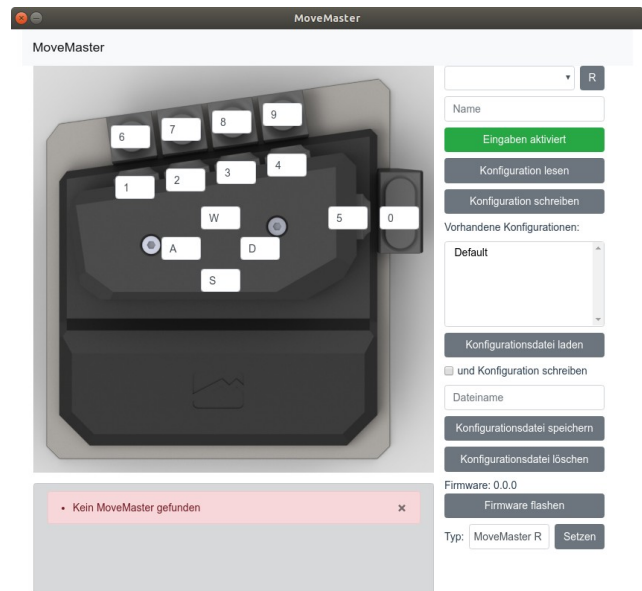 MoveMaster
MoveMaster
6
7
8
9
1
2
3
4
W
5
0
A
D
S
R
Name
Eingaben aktiviert
Konfiguration lesen
Konfiguration schreiben
Vorhandene Konfigurationen:
Default
Konfigurationsdatei laden
und Konfiguration schreiben
Dateiname
Konfigurationsdatei speichern
Konfigurationsdatei löschen
Firmware: 0.0.0
Firmware flashen
Typ: MoveMaster R Setzen
Kein MoveMaster gefunden ×